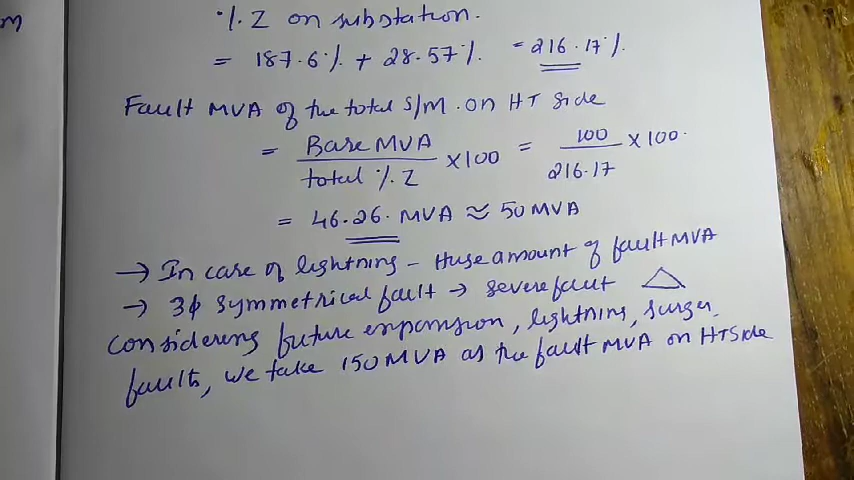 m
% Z on substation.
= 187.6 % + 28.57 %. = 216.17 %.
Fault MVA of the total S/M. on HT side
= Base MVA / total % Z × 100 = 100 / 216.17 × 100.
= 46.26. MVA ≈ 50 MVA
→ In case of lightning - Huge amount of fault MVA
→ 3ϕ symmetrical fault → severe fault △
Considering future expansion, lightning, surges
faults, we take 150 MVA as the fault MVA on HT Side